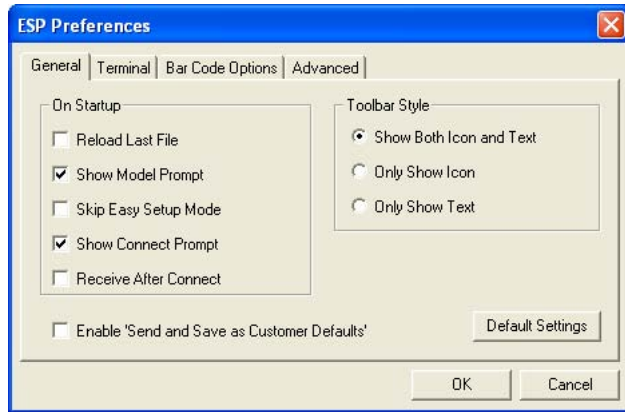 ESP Preferences
General Terminal Bar Code Options Advanced
On Startup
Reload Last File
Show Model Prompt
Skip Easy Setup Mode
Show Connect Prompt
Receive After Connect
Toolbar Style
Show Both Icon and Text
Only Show Icon
Only Show Text
Enable 'Send and Save as Customer Defaults'
Default Settings
OK Cancel